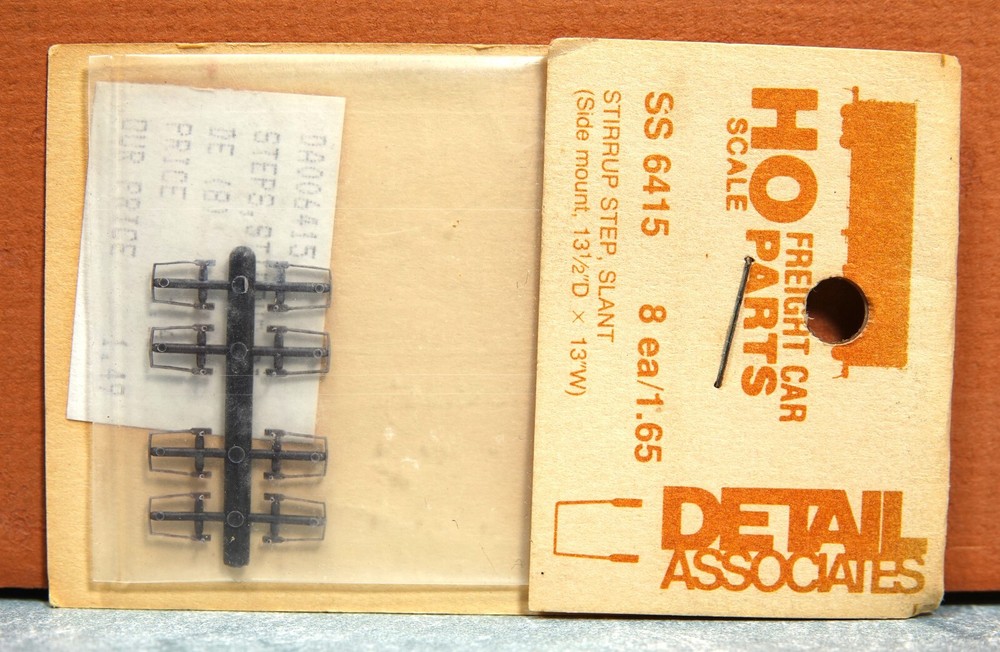 HO
SCALE
FREIGHT CAR
PARTS
SS 6415 8 ea/1.65
STIRRUP STEP, SLANT
(Side mount, 13½"D × 13"W)
DETAIL
ASSOCIATES
DA006415
STEPS, ST
DE (8)
PRICE
OUR PRICE 1.49